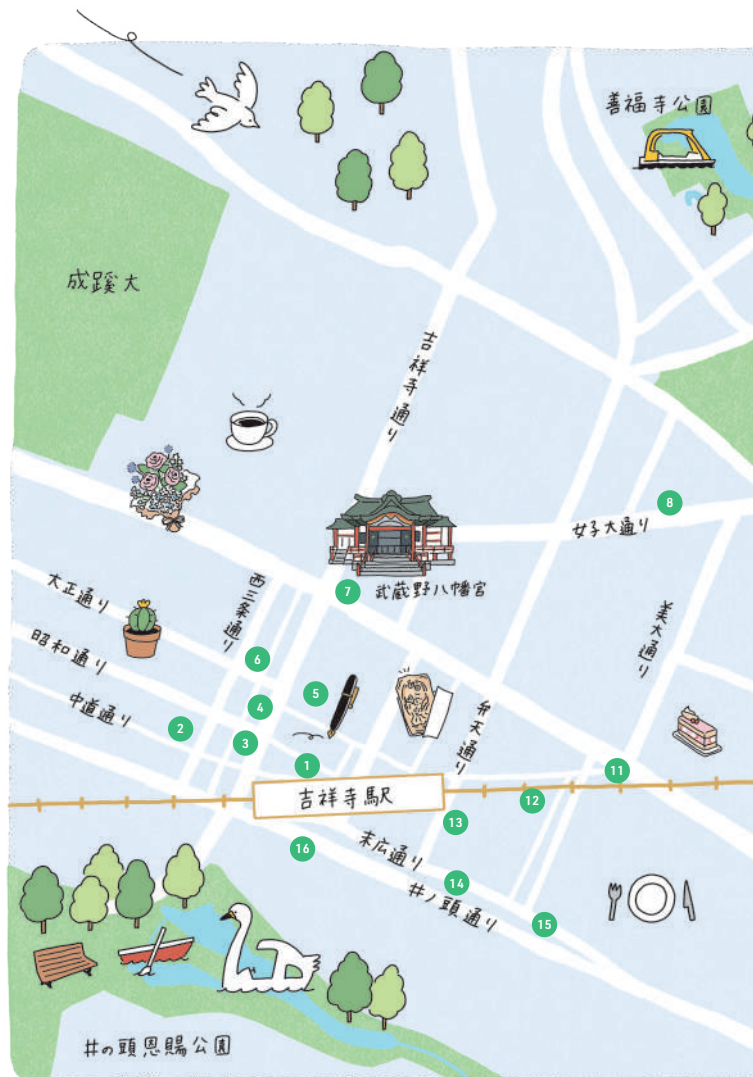 善福寺公園
成蹊大
吉祥寺通り
8
女子大通り
大正通り
西三条通り
7
武蔵野八幡宮
美大通り
昭和通り
6
5
4
弁天通り
中道通り
2
3
1
11
吉祥寺駅
12
13
16
末広通り
14
井ノ頭通り
15
井の頭恩賜公園